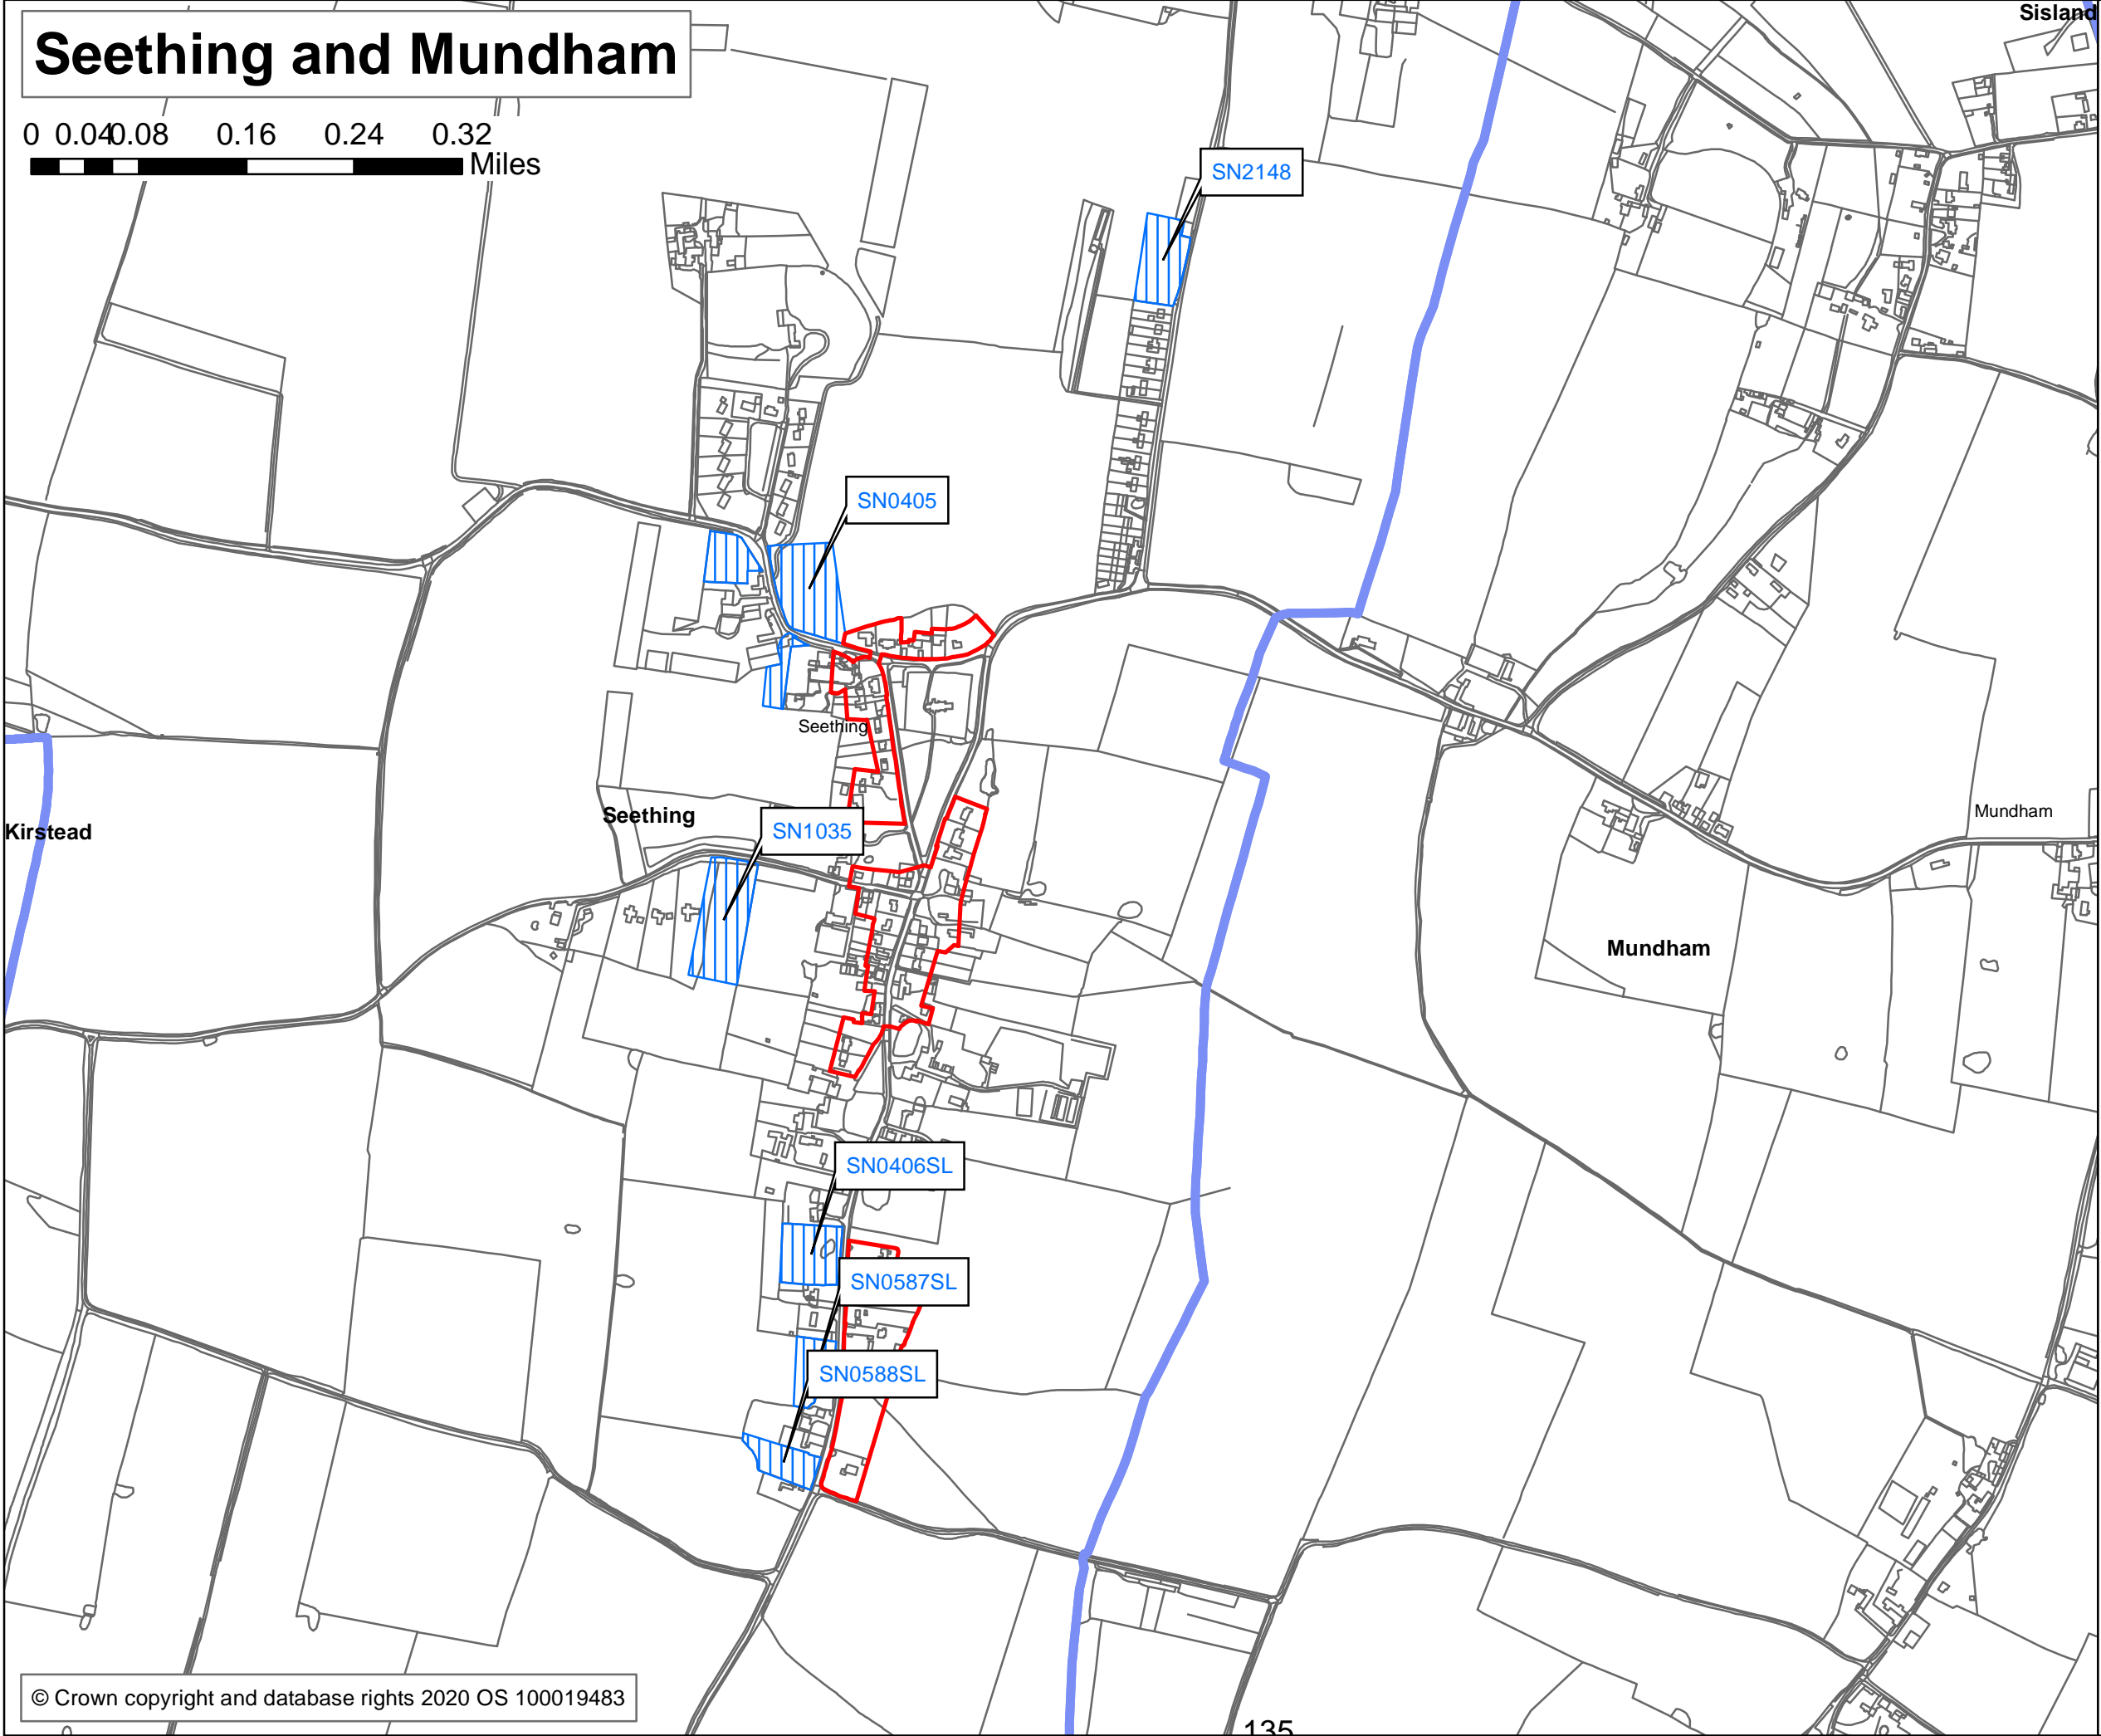 Sisland
Seething and Mundham
0 0.04 0.08 0.16 0.24 0.32
Miles
SN2148
SN0405
Seething
Seething
SN1035
Kirstead
Mundham
Mundham
SN0406SL
SN0587SL
SN0588SL
© Crown copyright and database rights 2020 OS 100019483
135